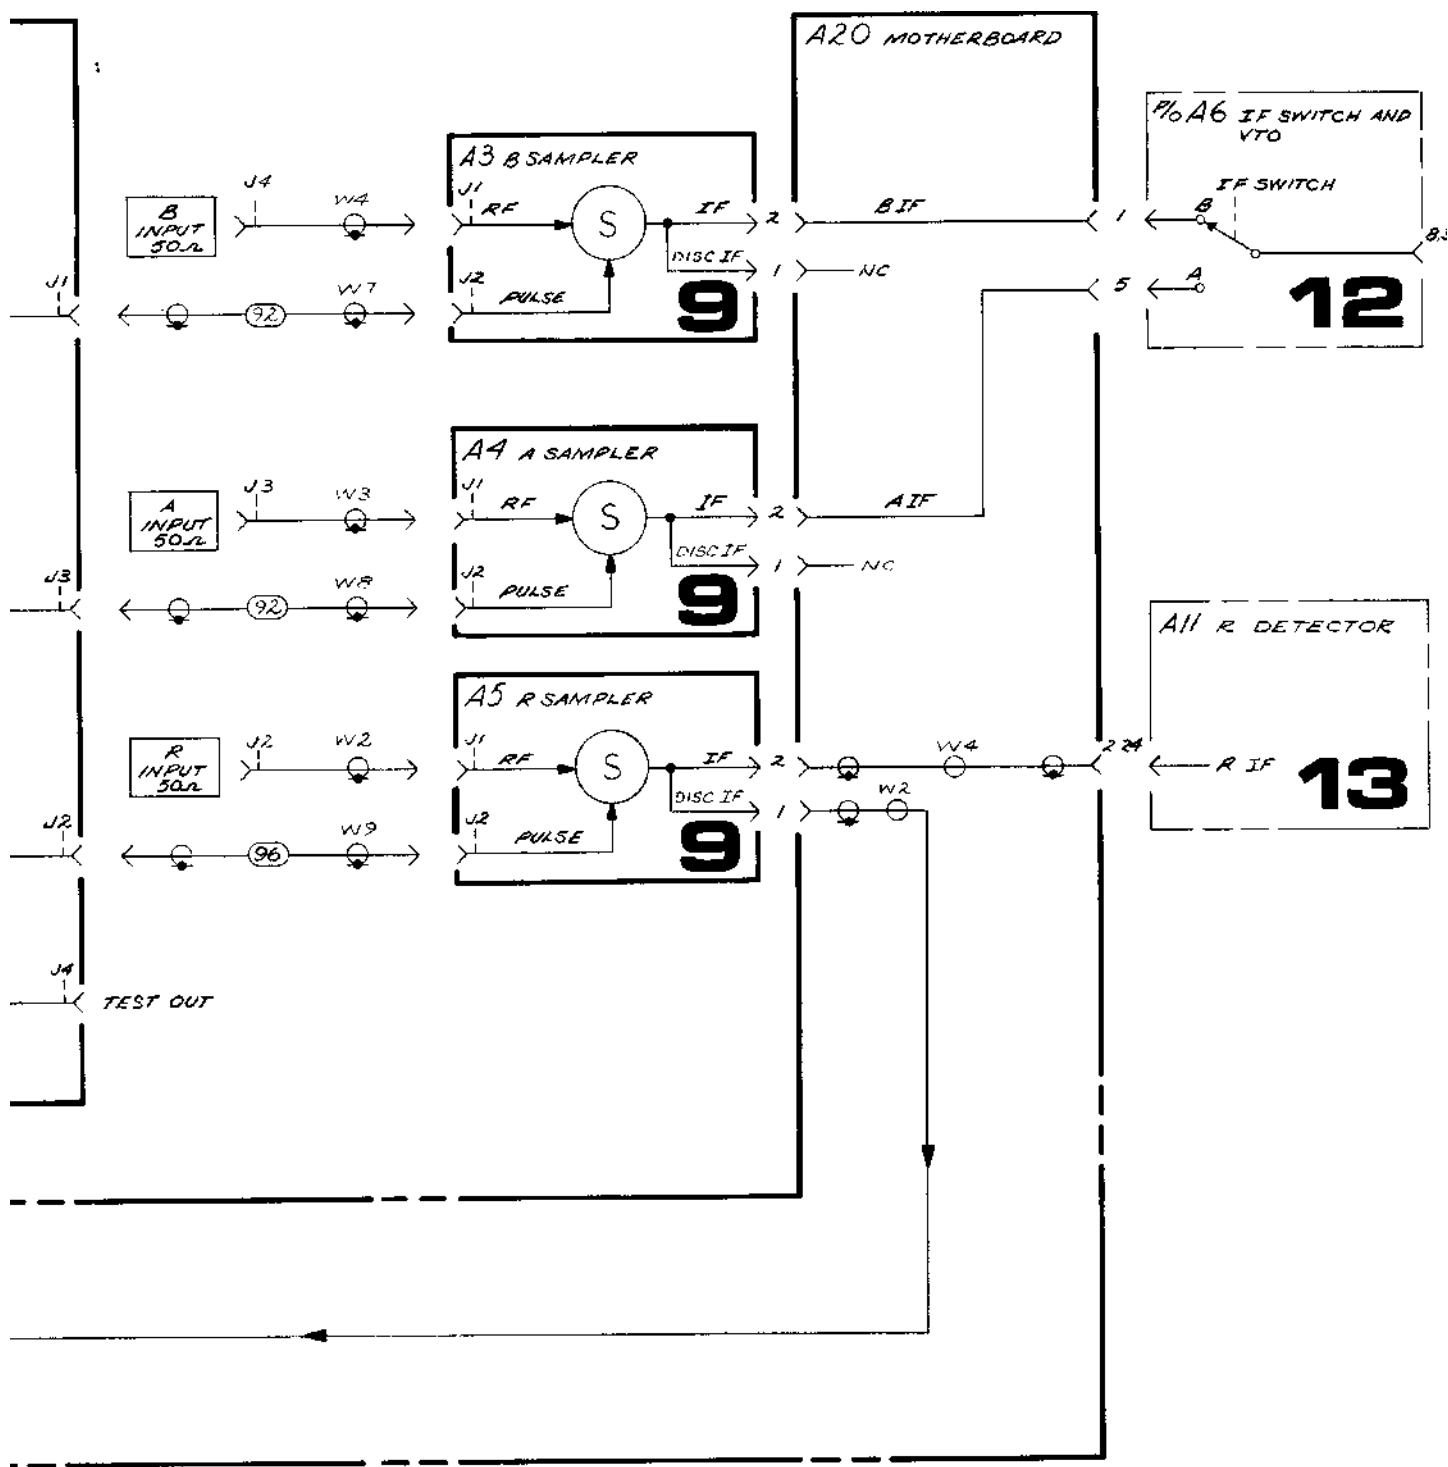 A20 MOTHERBOARD
P/O A6 IF SWITCH AND
VTO
IF SWITCH
B
A
1
5
12
A3 B SAMPLER
J4
W4
B
INPUT
50Ω
J1
RF
S
IF
2
B IF
DISC IF
1
NC
J1
92
W7
J2
PULSE
9
A4 A SAMPLER
J3
W3
A
INPUT
50Ω
J1
RF
S
IF
2
A IF
DISC IF
1
NC
J3
92
W8
J2
PULSE
9
A11 R DETECTOR
A5 R SAMPLER
J2
W2
R
INPUT
50Ω
J1
RF
S
IF
2
W4
2 24
R IF
13
DISC IF
1
W2
J2
96
W9
J2
PULSE
9
J4
TEST OUT